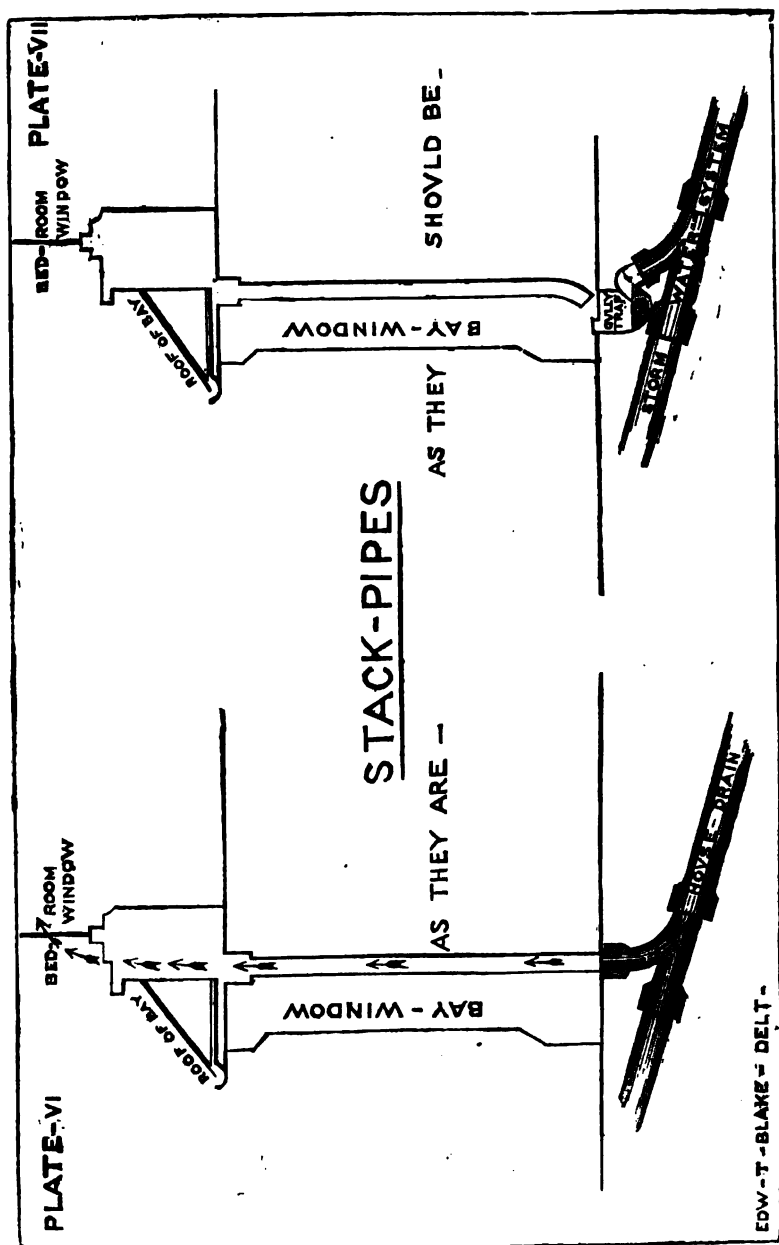 PLATE-VI
PLATE-VII
BED-ROOM
WINDOW
ROOF OF BAY
BAY-WINDOW
HOVSE-DRAIN
BED-ROOM
WINDOW
ROOF OF BAY
BAY-WINDOW
GVLLY
TRAP
STORM WATER-SYSTEM
STACK-PIPES
AS THEY ARE -
AS THEY SHOVLD BE-
EDW-T-BLAKE-DELT-